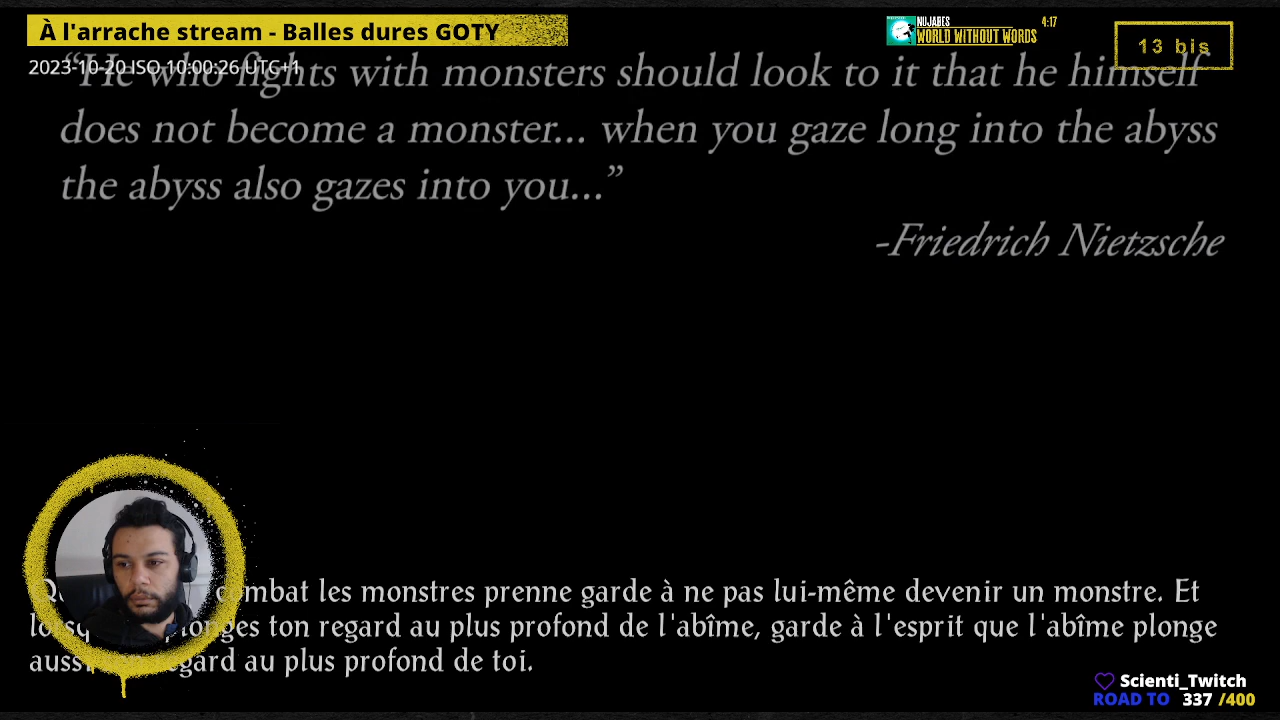 À l'arrache stream - Balles dures GOTY
NUJABES
WORLD WITHOUT WORDS
4:17
13 bis
2023-10-20 ISO 10:00:26 UTC+1
“He who fights with monsters should look to it that he himself
does not become a monster... when you gaze long into the abyss
the abyss also gazes into you...”
-Friedrich Nietzsche
combat les monstres prenne garde à ne pas lui-même devenir un monstre. Et
plonges ton regard au plus profond de l'abîme, garde à l'esprit que l'abîme plonge
aussi regard au plus profond de toi.
Scienti_Twitch
ROAD TO 337 /400